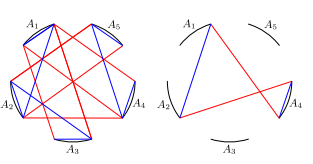 A₁ A₅ A₁ A₅
A₂ A₄ A₂ A₄
A₃ A₃